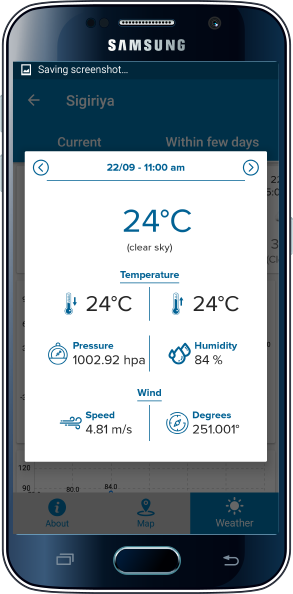 SAMSUNG
Saving screenshot...
Sigiriya
Current Within few days
22/09 - 11:00 am
24°C
(clear sky)
Temperature
24°C 24°C
Pressure Humidity
1002.92 hpa 84 %
Wind
Speed Degrees
4.81 m/s 251.001°
120
90 80.0 84.0
About Map Weather